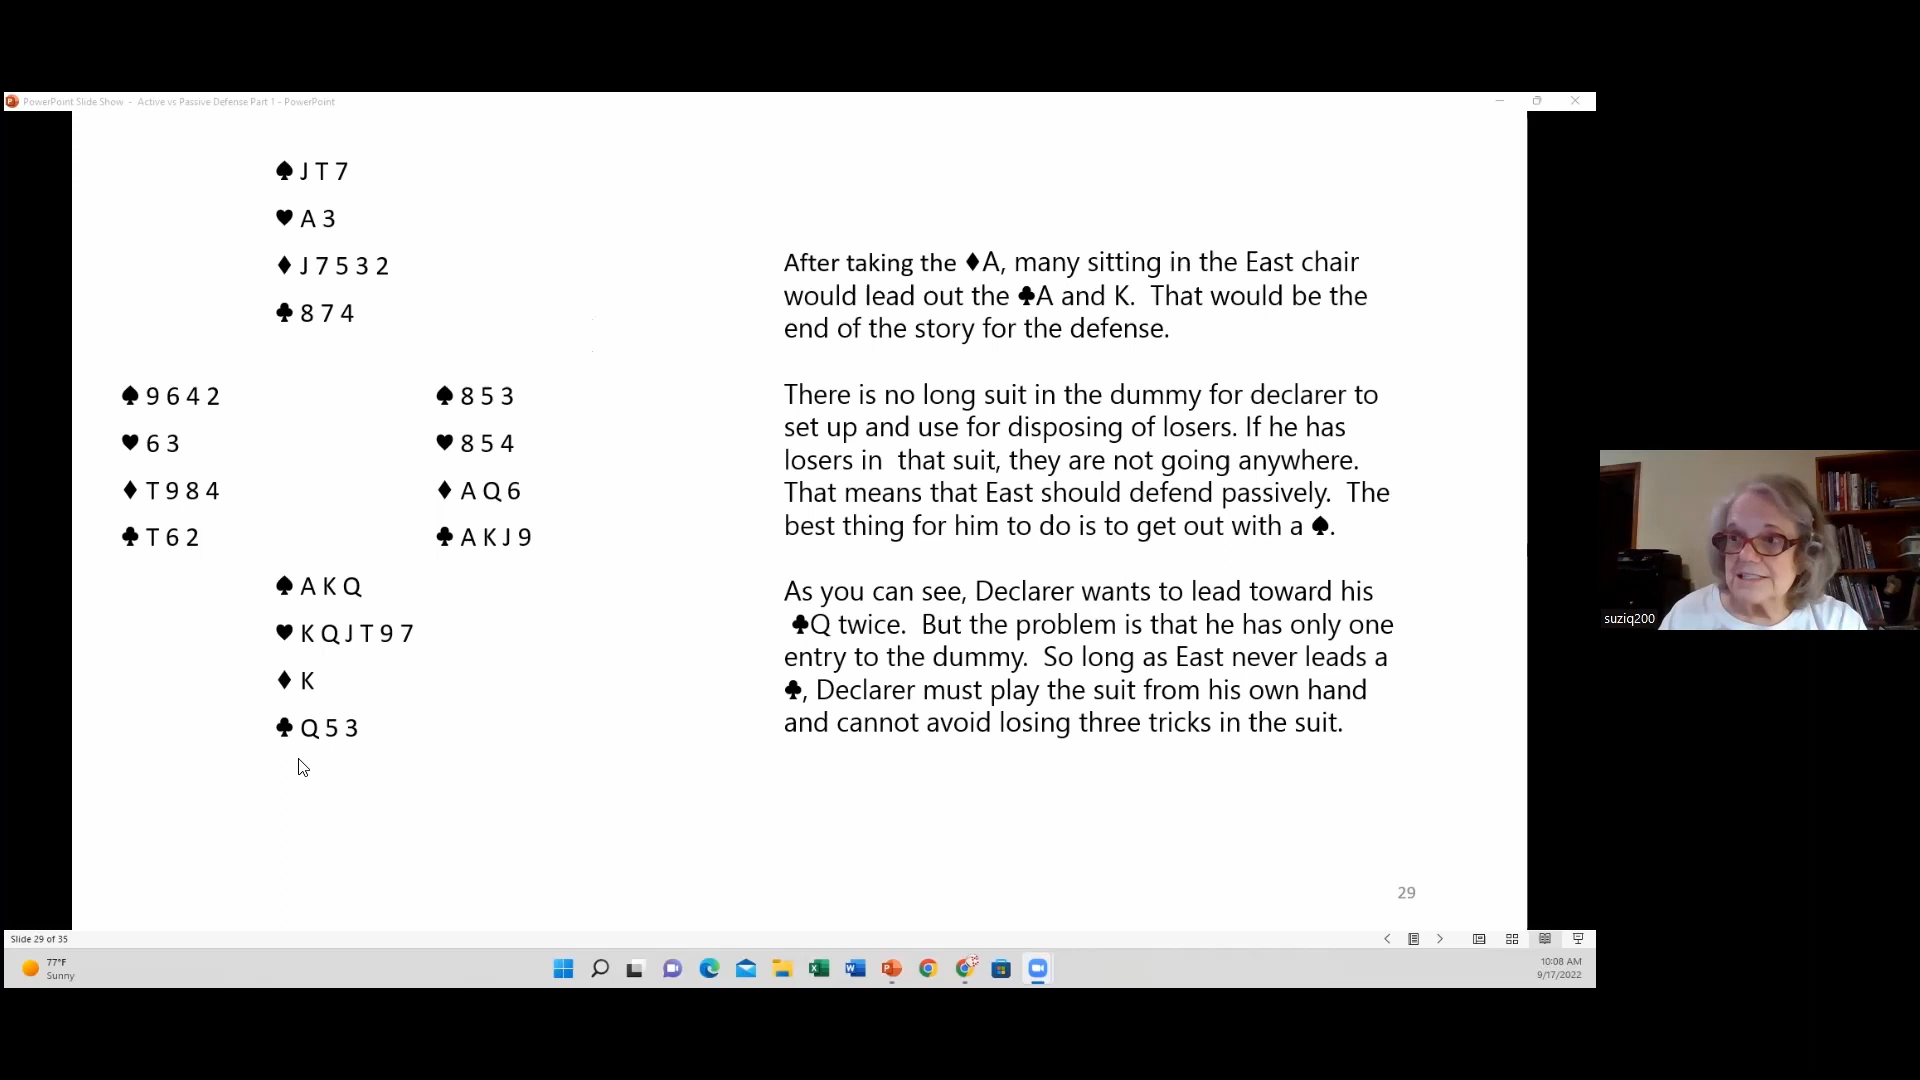 PowerPoint Slide Show - Active vs Passive Defense Part 1 - PowerPoint
♠ J T 7
♥ A 3
♦ J 7 5 3 2
♣ 8 7 4
♠ 9 6 4 2
♥ 6 3
♦ T 9 8 4
♣ T 6 2
♠ 8 5 3
♥ 8 5 4
♦ A Q 6
♣ A K J 9
♠ A K Q
♥ K Q J T 9 7
♦ K
♣ Q 5 3
After taking the ♦A, many sitting in the East chair
would lead out the ♣A and K. That would be the
end of the story for the defense.
There is no long suit in the dummy for declarer to
set up and use for disposing of losers. If he has
losers in that suit, they are not going anywhere.
That means that East should defend passively. The
best thing for him to do is to get out with a ♠.
As you can see, Declarer wants to lead toward his
♣Q twice. But the problem is that he has only one
entry to the dummy. So long as East never leads a
♣, Declarer must play the suit from his own hand
and cannot avoid losing three tricks in the suit.
29
suziq200
Slide 29 of 35
77°F
Sunny
10:08 AM
9/17/2022